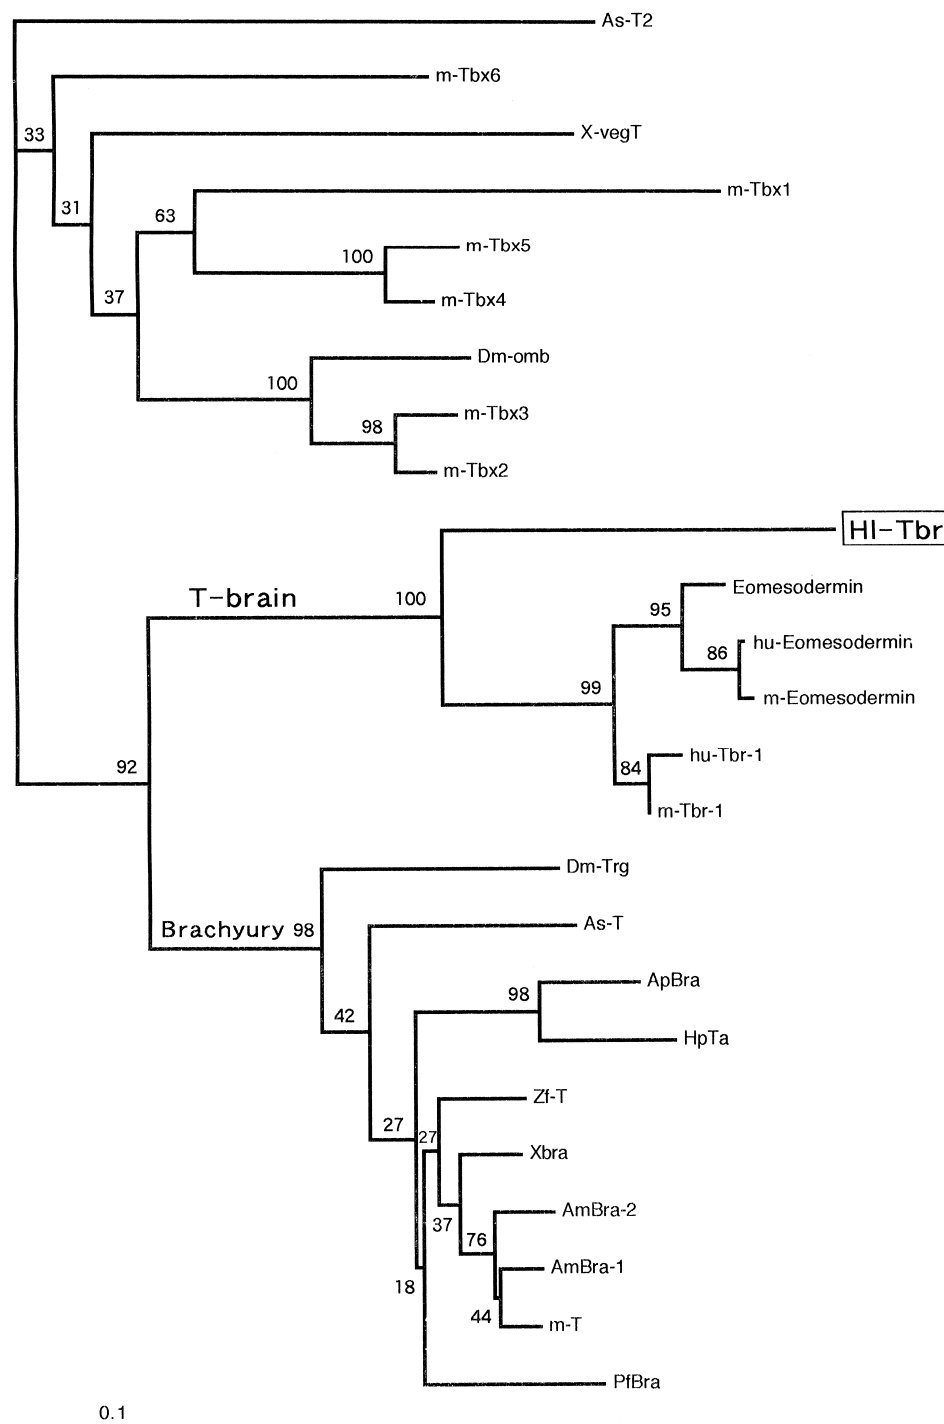 As-T2
m-Tbx6
33
X-vegT
m-Tbx1
31
63
m-Tbx5
100
m-Tbx4
37
Dm-omb
100
m-Tbx3
98
m-Tbx2
Hl-Tbr
Eomesodermin
T-brain
100
95
hu-Eomesodermin
86
99
m-Eomesodermin
hu-Tbr-1
92
84
m-Tbr-1
Dm-Trg
Brachyury 98
As-T
ApBra
98
42
HpTa
Zf-T
27
27
Xbra
AmBra-2
37
76
AmBra-1
18
44
m-T
PfBra
0.1